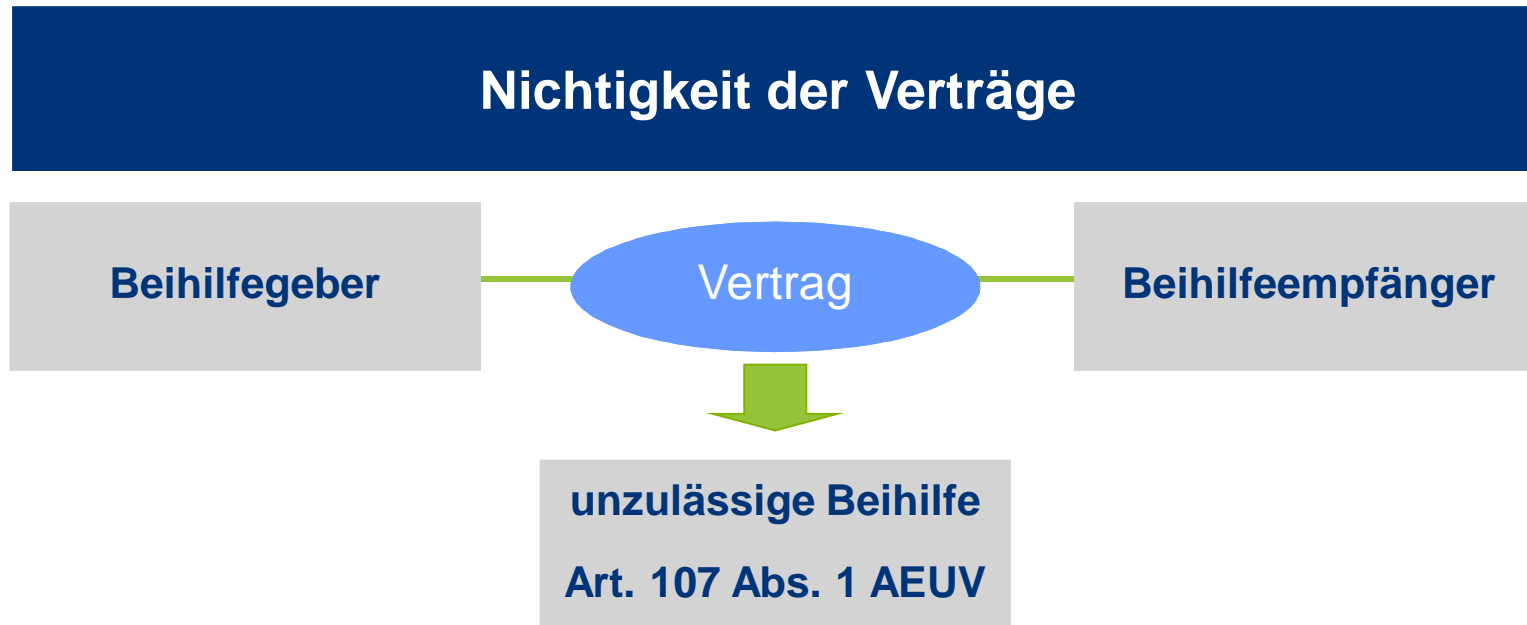 Nichtigkeit der Verträge
Beihilfegeber
Vertrag
Beihilfeempfänger
unzulässige Beihilfe
Art. 107 Abs. 1 AEUV